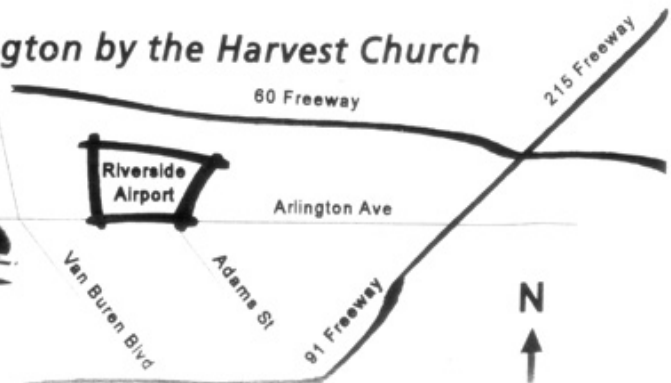 gton by the Harvest Church
215 Freeway
60 Freeway
Riverside
Airport
Arlington Ave
Van Buren Blvd
Adams St
91 Freeway
N